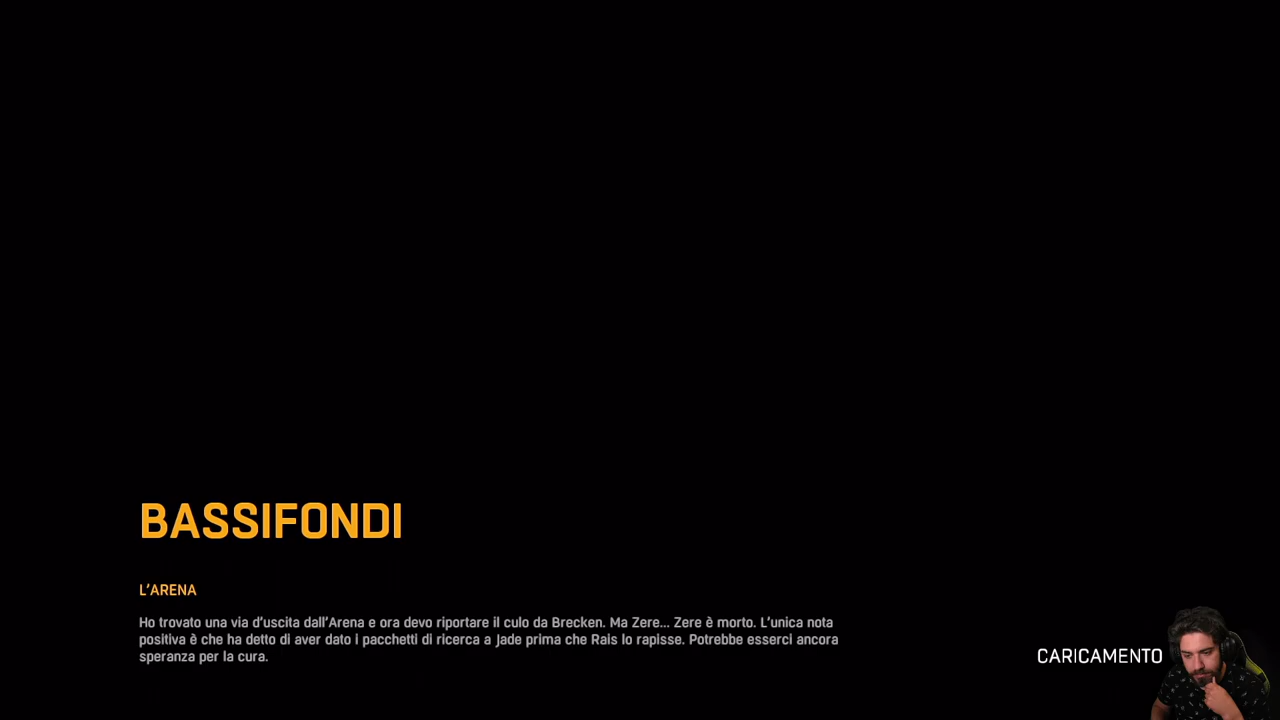 BASSIFONDI
L'ARENA
Ho trovato una via d'uscita dall'Arena e ora devo riportare il culo da Brecken. Ma Zere... Zere è morto. L'unica nota
positiva è che ha detto di aver dato i pacchetti di ricerca a Jade prima che Rais lo rapisse. Potrebbe esserci ancora
speranza per la cura.
CARICAMENTO